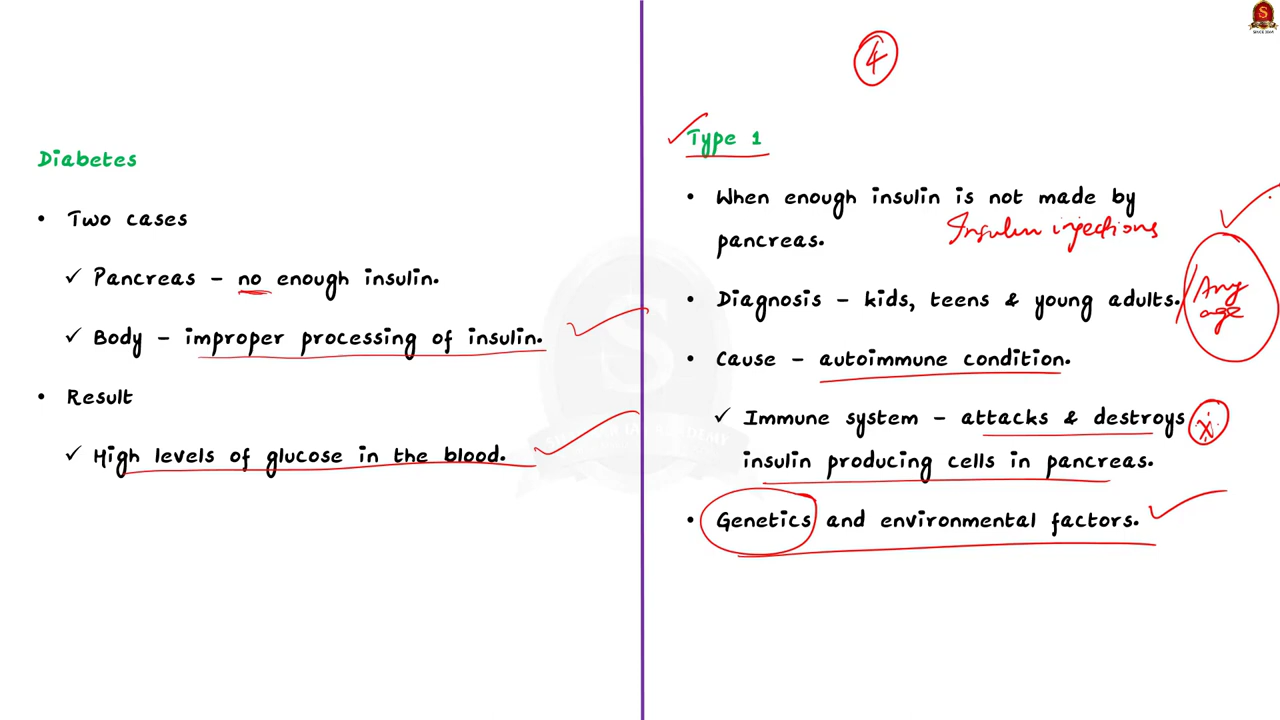 Diabetes
• Two cases
✓ Pancreas – no enough insulin.
✓ Body – improper processing of insulin.
• Result
✓ High levels of glucose in the blood.
4
Type 1
• When enough insulin is not made by
pancreas.
Insulin injections
• Diagnosis – kids, teens & young adults.
Any
age
• Cause – autoimmune condition.
✓ Immune system – attacks & destroys
insulin producing cells in pancreas.
• Genetics and environmental factors.